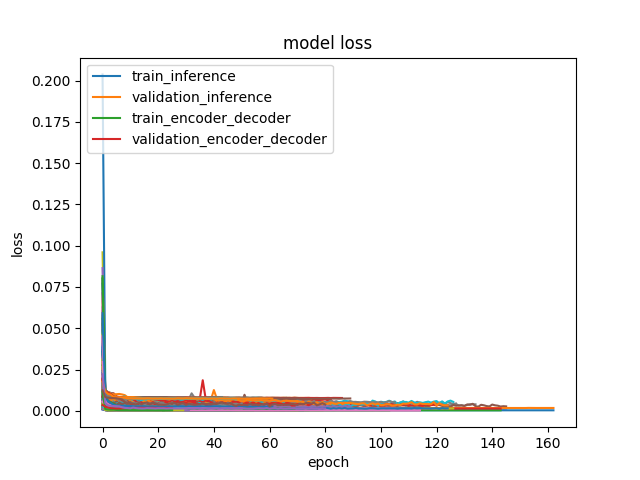 model loss
train_inference
validation_inference
train_encoder_decoder
validation_encoder_decoder
0.200
0.175
0.150
0.125
0.100
0.075
0.050
0.025
0.000
loss
0 20 40 60 80 100 120 140 160
epoch